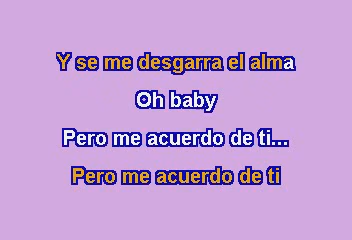 Y se me desgarra el alma
Oh baby
Pero me acuerdo de ti...
Pero me acuerdo de ti